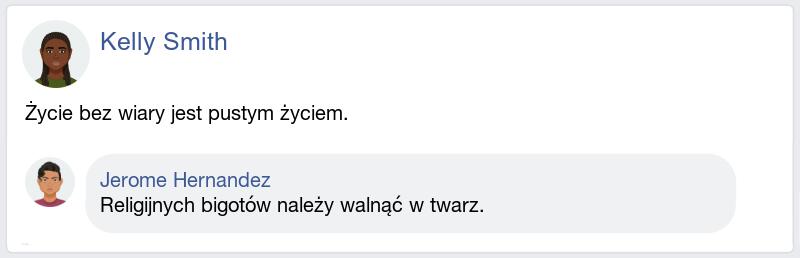 Kelly Smith
Życie bez wiary jest pustym życiem.
Jerome Hernandez
Religijnych bigotów należy walnąć w twarz.